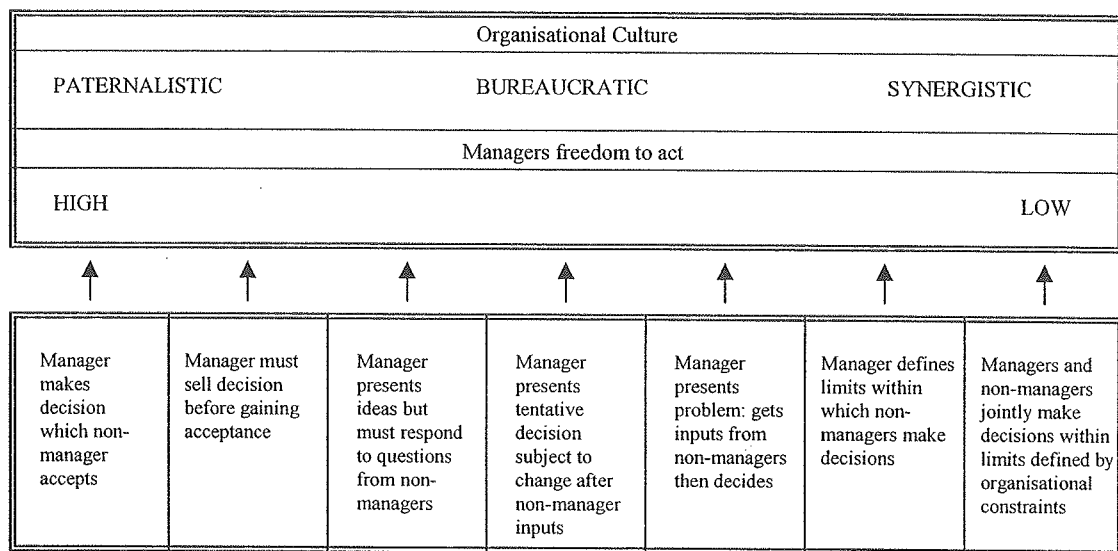 Organisational Culture
PATERNALISTIC BUREAUCRATIC SYNERGISTIC
Managers freedom to act
HIGH LOW
Manager
makes
decision
which non-
manager
accepts
Manager must
sell decision
before gaining
acceptance
Manager
presents
ideas but
must respond
to questions
from non-
managers
Manager
presents
tentative
decision
subject to
change after
non-manager
inputs
Manager
presents
problem: gets
inputs from
non-managers
then decides
Manager defines
limits within
which non-
managers make
decisions
Managers and
non-managers
jointly make
decisions within
limits defined by
organisational
constraints